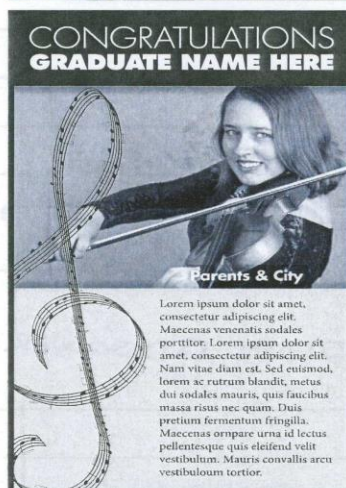 CONGRATULATIONS
GRADUATE NAME HERE
Parents & City
Lorem ipsum dolor sit amet,
consectetur adipiscing elit.
Maecenas venenatis sodales
porttitor. Lorem ipsum dolor sit
amet, consectetur adipiscing elit.
Nam vitae diam est. Sed euismod,
lorem ac rutrum blandit, metus
dui sodales mauris, quis faucibus
massa risus nec quam. Duis
pretium fermentum fringilla.
Maecenas ornpare urna id lectus
pellentesque quis eleifend velit
vestibulum. Mauris convallis arcu
vestibuloum tortior.